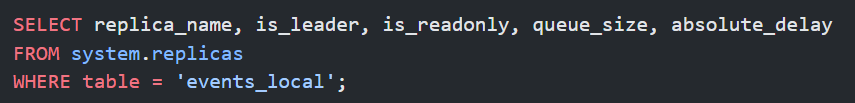 SELECT replica_name, is_leader, is_readonly, queue_size, absolute_delay
FROM system.replicas
WHERE table = 'events_local';